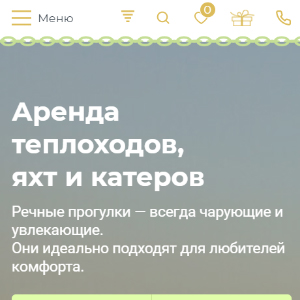 Меню
0
Аренда
теплоходов,
яхт и катеров
Речные прогулки — всегда чарующие и
увлекающие.
Они идеально подходят для любителей
комфорта.